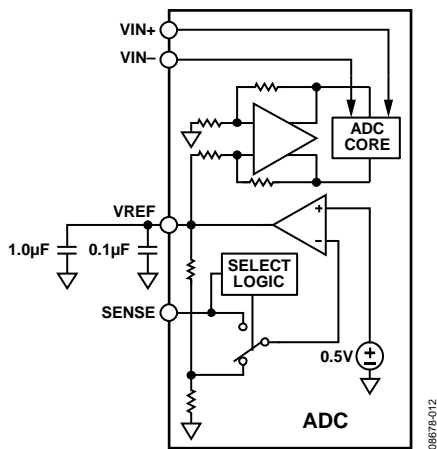 VIN+
VIN–
ADC
CORE
VREF
1.0µF
0.1µF
SELECT
LOGIC
SENSE
0.5V
ADC
08678-012